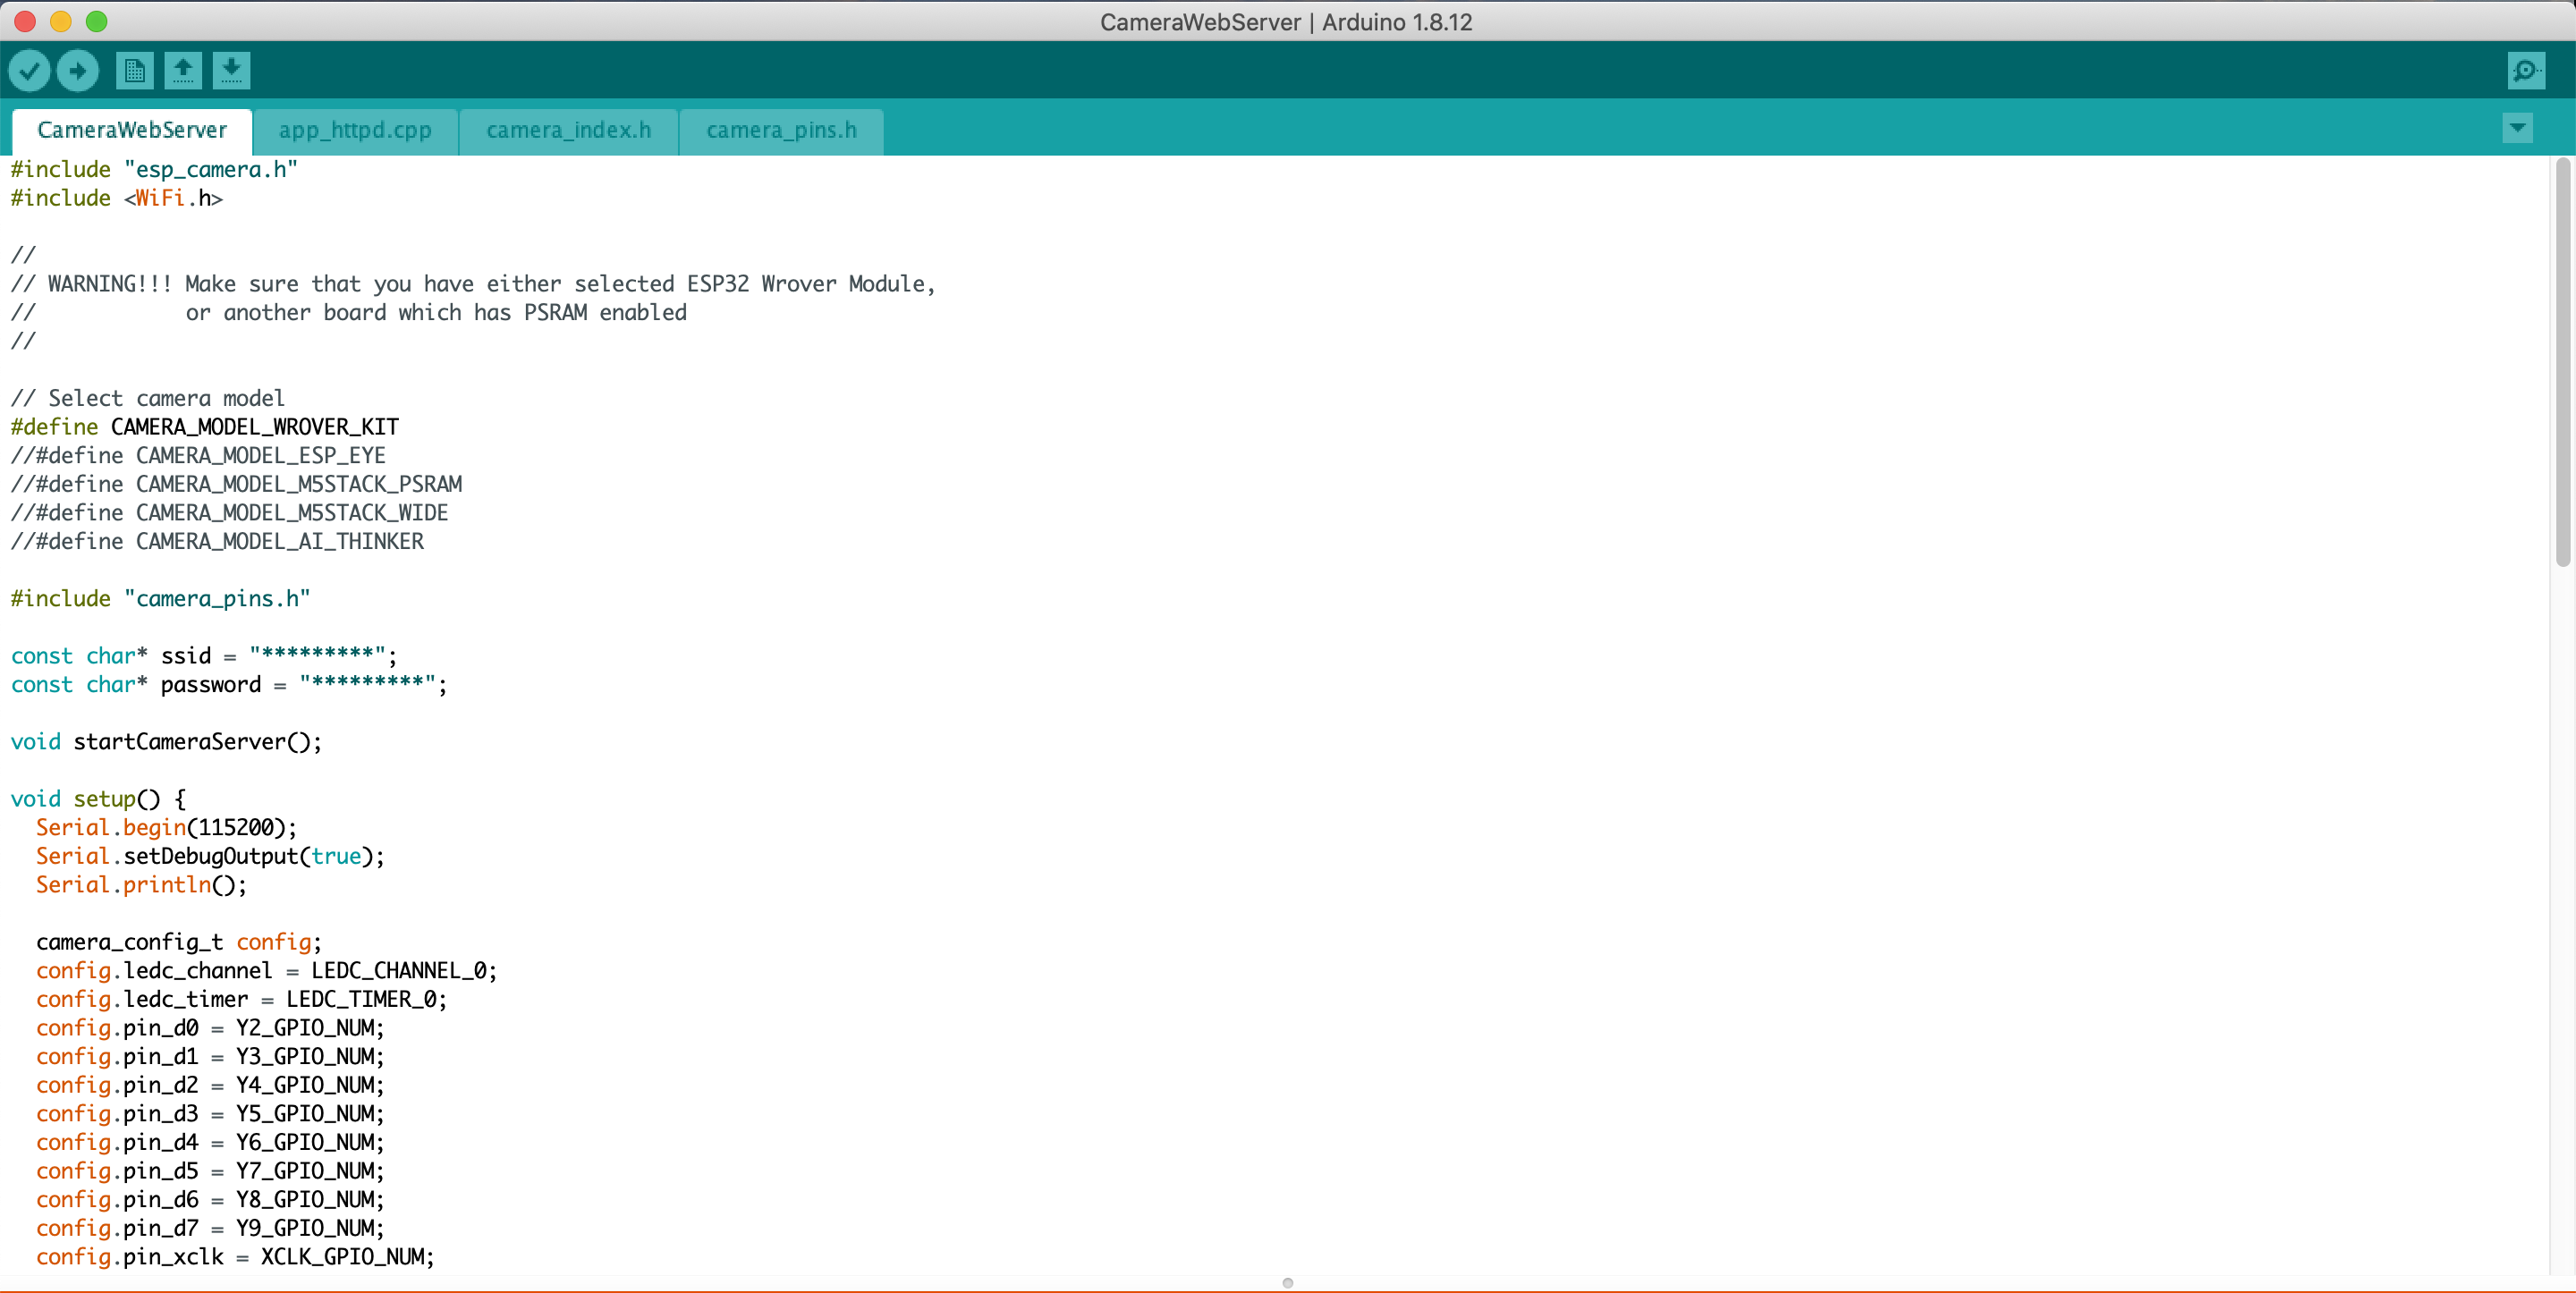 CameraWebServer | Arduino 1.8.12
CameraWebServer app_httpd.cpp camera_index.h camera_pins.h
#include "esp_camera.h"
#include <WiFi.h>
//
// WARNING!!! Make sure that you have either selected ESP32 Wrover Module,
//            or another board which has PSRAM enabled
//
// Select camera model
#define CAMERA_MODEL_WROVER_KIT
//#define CAMERA_MODEL_ESP_EYE
//#define CAMERA_MODEL_M5STACK_PSRAM
//#define CAMERA_MODEL_M5STACK_WIDE
//#define CAMERA_MODEL_AI_THINKER
#include "camera_pins.h"
const char* ssid = "*********";
const char* password = "*********";
void startCameraServer();
void setup() {
  Serial.begin(115200);
  Serial.setDebugOutput(true);
  Serial.println();
  camera_config_t config;
  config.ledc_channel = LEDC_CHANNEL_0;
  config.ledc_timer = LEDC_TIMER_0;
  config.pin_d0 = Y2_GPIO_NUM;
  config.pin_d1 = Y3_GPIO_NUM;
  config.pin_d2 = Y4_GPIO_NUM;
  config.pin_d3 = Y5_GPIO_NUM;
  config.pin_d4 = Y6_GPIO_NUM;
  config.pin_d5 = Y7_GPIO_NUM;
  config.pin_d6 = Y8_GPIO_NUM;
  config.pin_d7 = Y9_GPIO_NUM;
  config.pin_xclk = XCLK_GPIO_NUM;